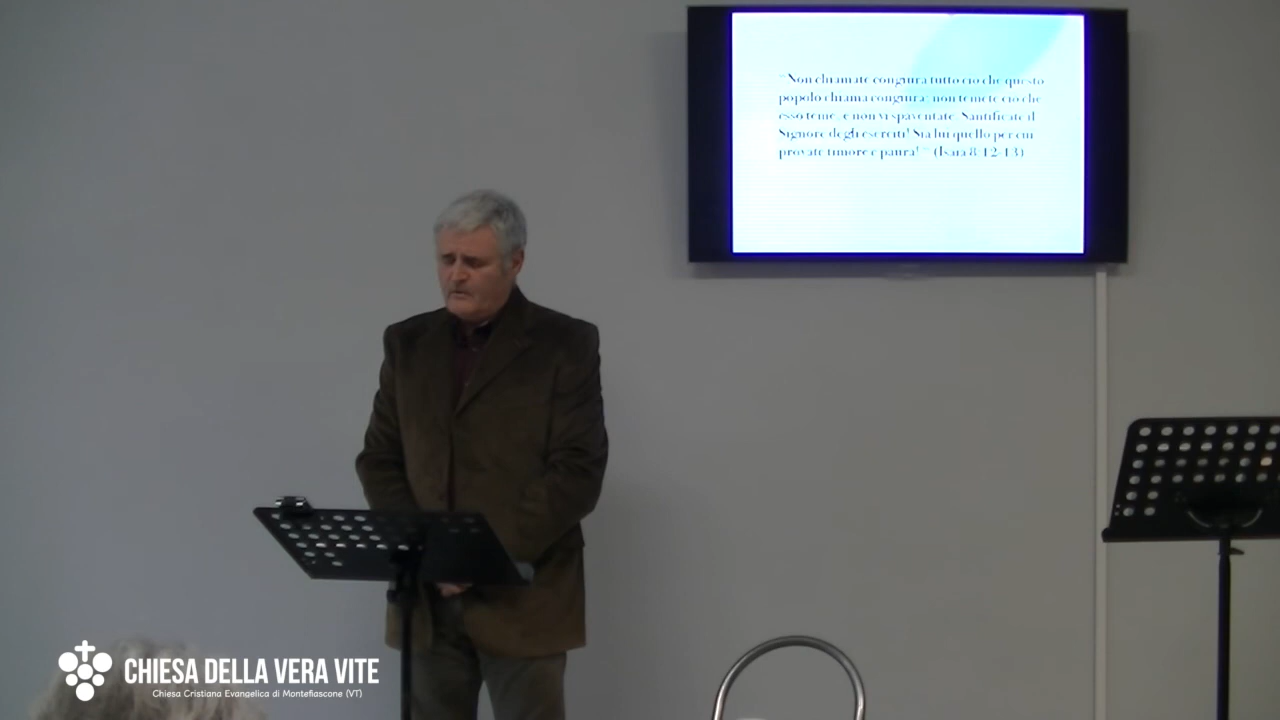 "Non chiamate congiura tutto ciò che questo
popolo chiama congiura; non temete ciò che
esso teme, e non vi spaventate. Santificate il
Signore degli eserciti! Sia lui quello per cui
provate timore e paura!" (Isaia 8:12-13)
CHIESA DELLA VERA VITE
Chiesa Cristiana Evangelica di Montefiascone (VT)